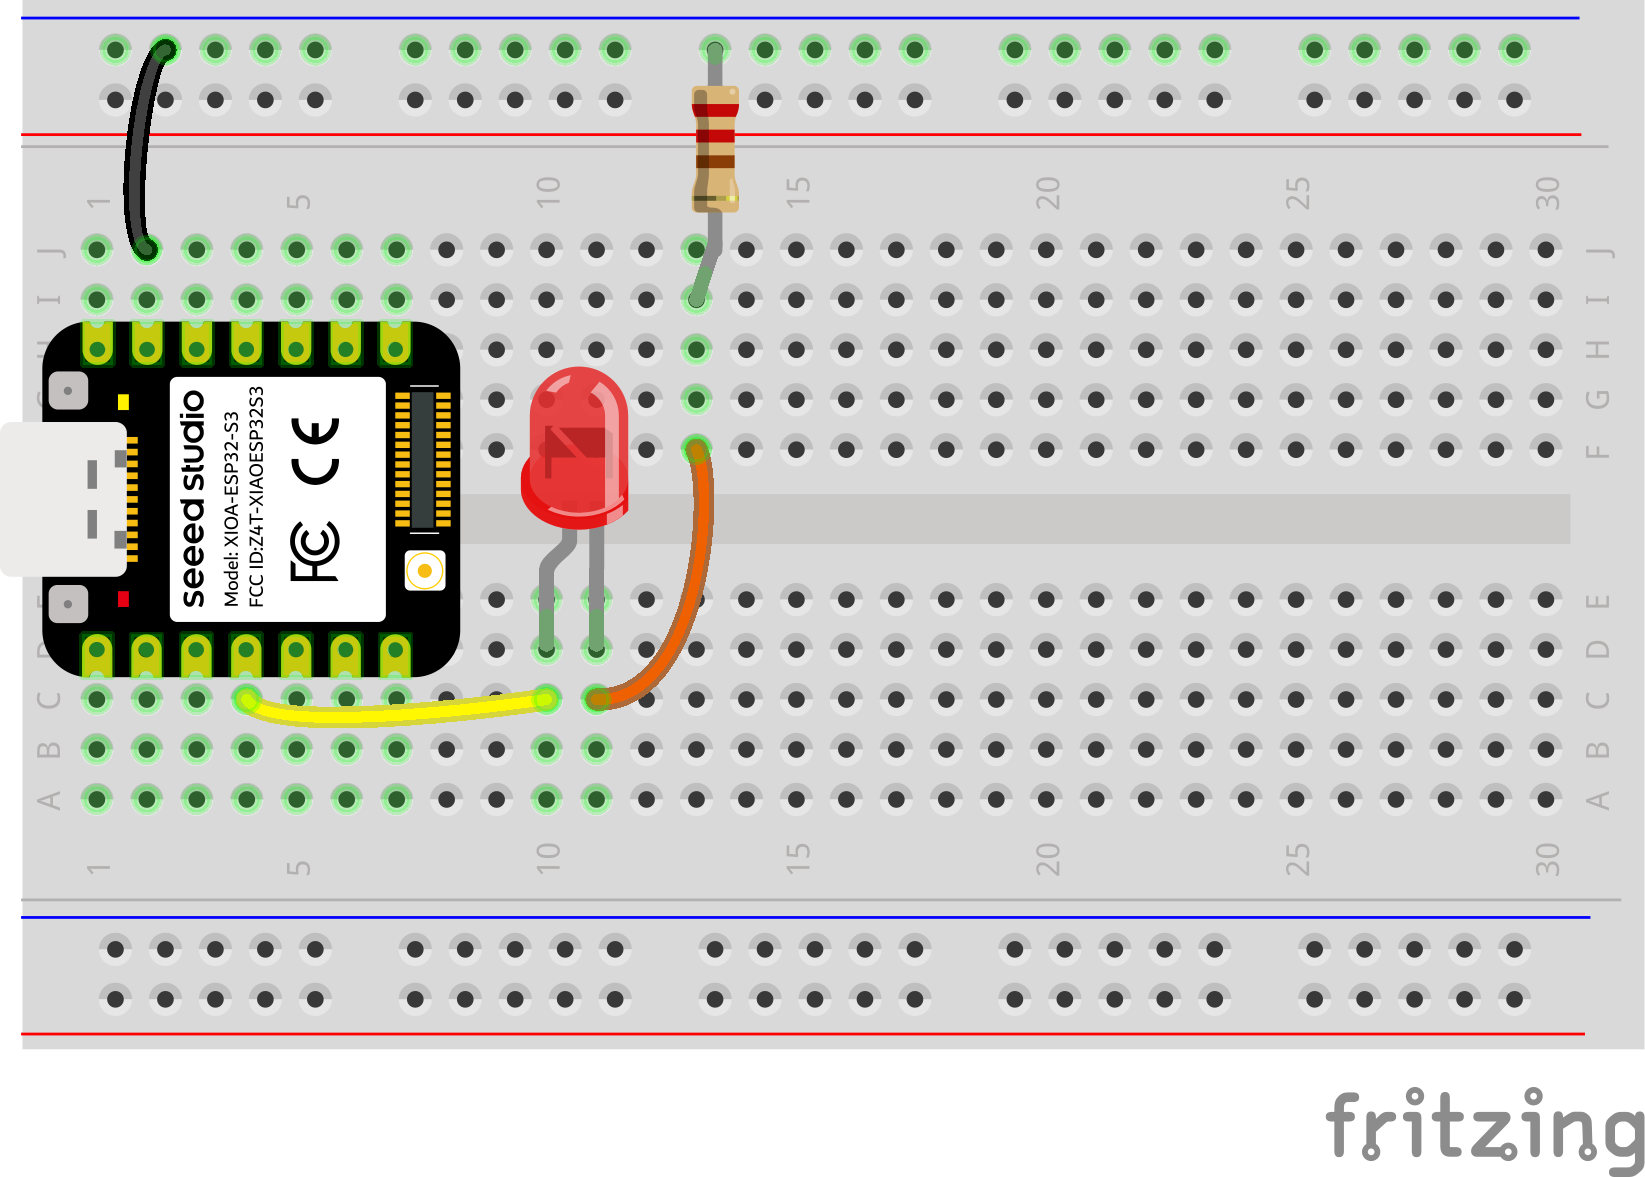 1 5 10 15 20 25 30
J J
I I
H H
G G
F F
seeed studio
Model: XIOA-ESP32-S3
FCC ID:Z4T-XIAOESP32S3
FC CE
E E
D D
C C
B B
A A
1 5 10 15 20 25 30
fritzing